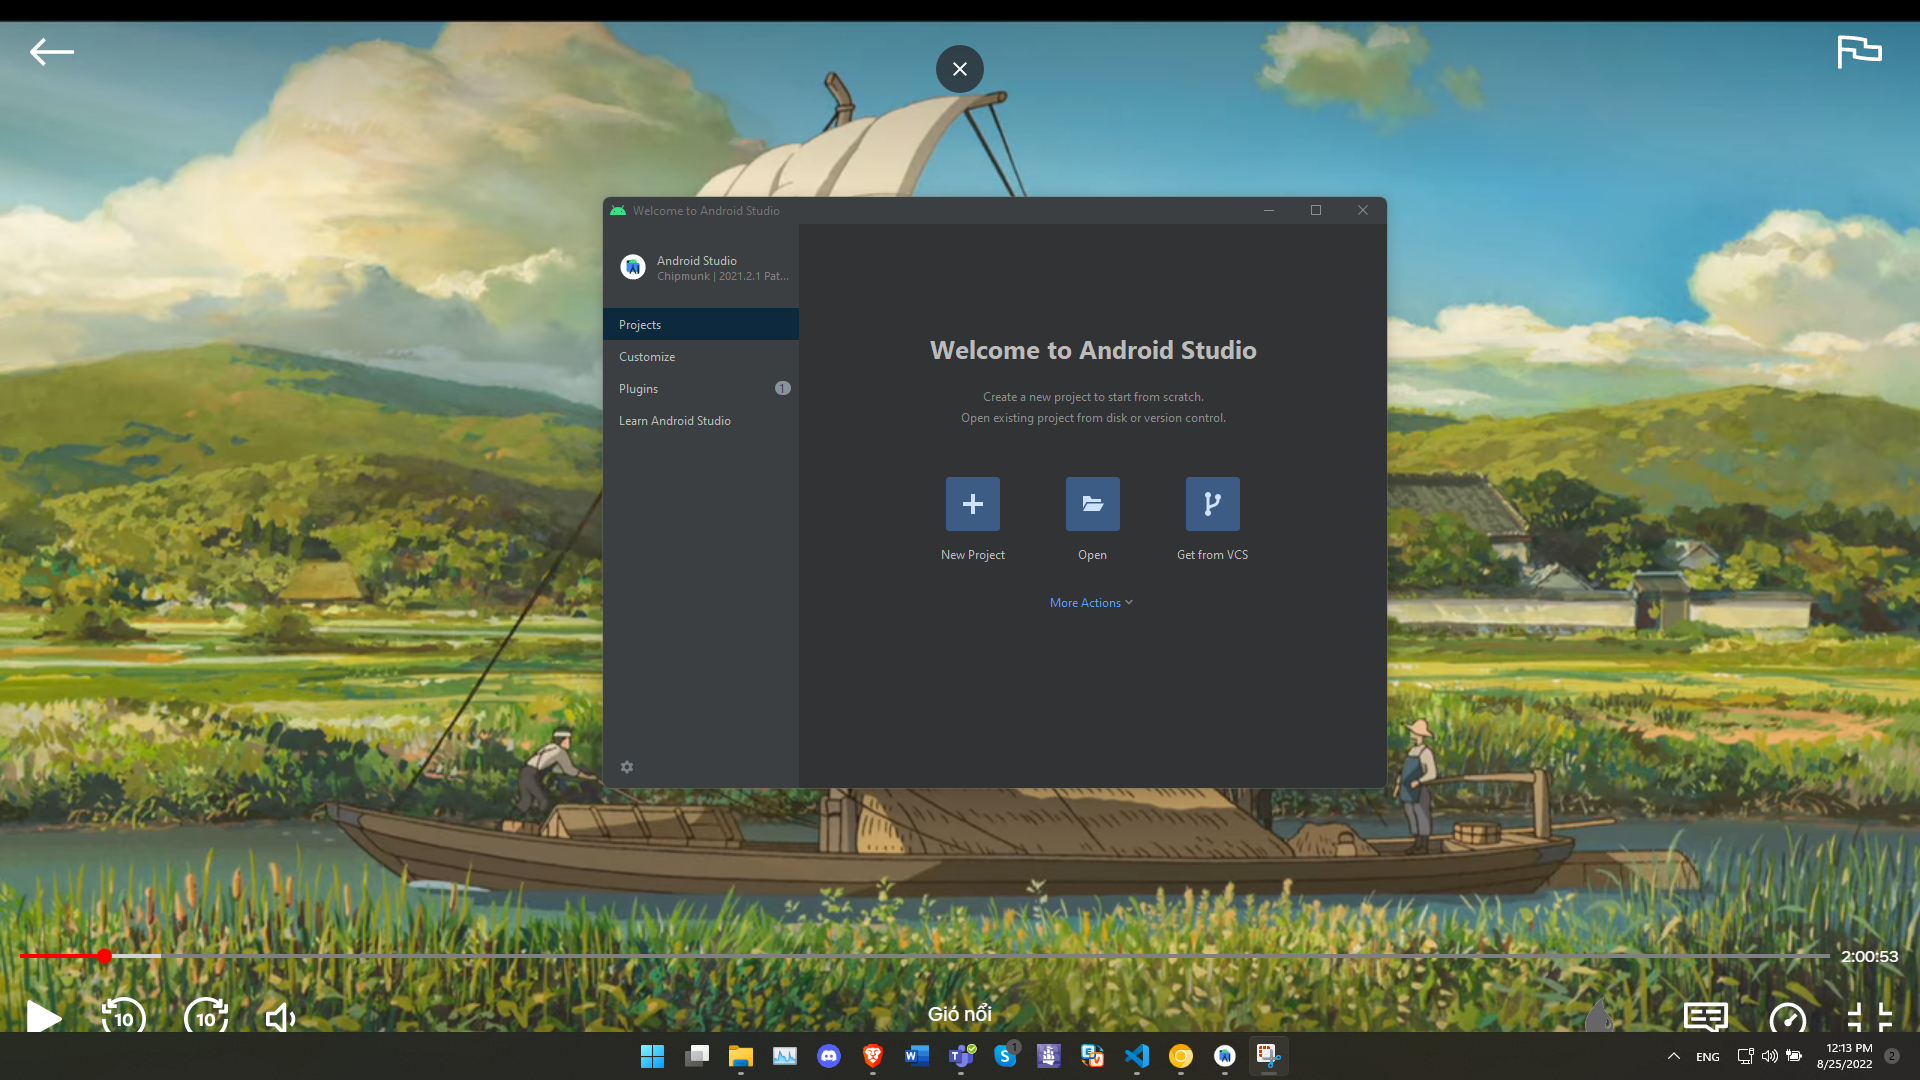 Welcome to Android Studio
Android Studio
Chipmunk | 2021.2.1 Pat...
Projects
Customize
Plugins
1
Learn Android Studio
Welcome to Android Studio
Create a new project to start from scratch.
Open existing project from disk or version control.
New Project
Open
Get from VCS
More Actions
2:00:53
10
10
Gió nổi
1
ENG
12:13 PM
8/25/2022
2